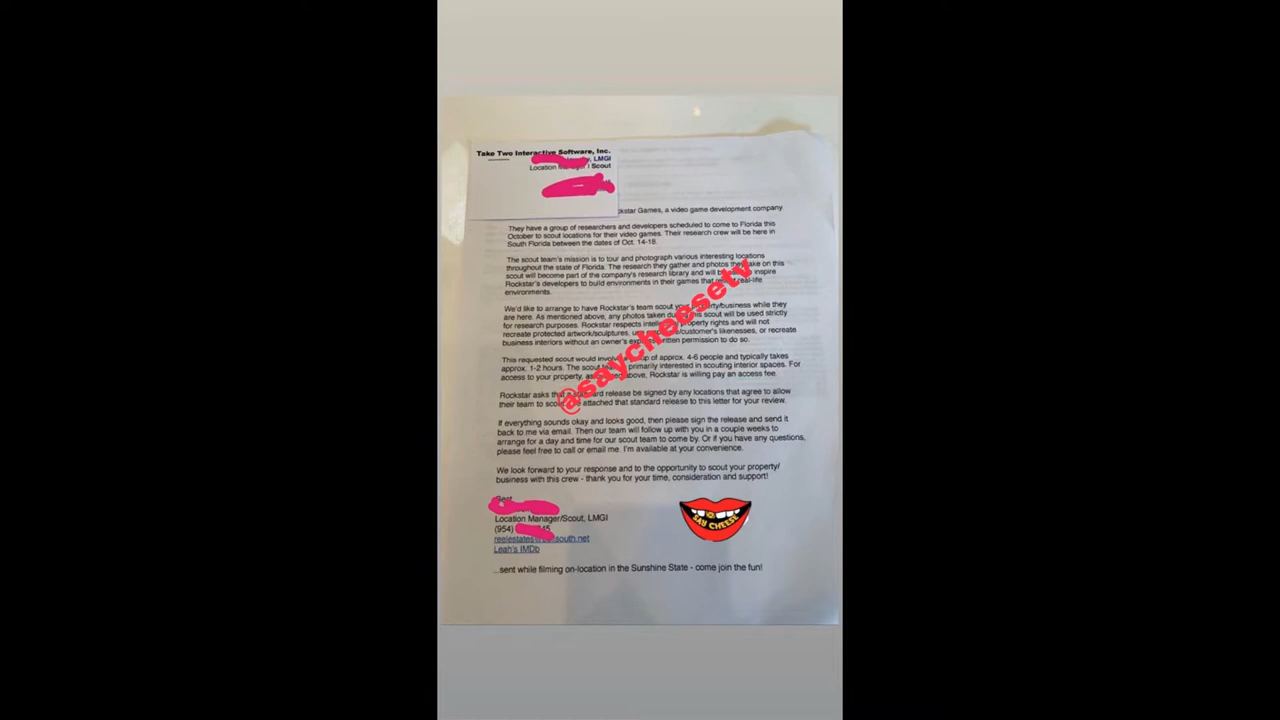 Take Two Interactive Software, Inc.
, LMGI
Location Scout
Rockstar Games, a video game development company
They have a group of researchers and developers scheduled to come to Florida this
October to scout locations for their video games. Their research crew will be here in
South Florida between the dates of Oct. 14-18.
The scout team's mission is to tour and photograph various interesting locations
throughout the state of Florida. The research they gather and photos they take on this
scout will become part of the company's research library and will inspire
Rockstar's developers to build environments in their games that real-life
environments.
We'd like to arrange to have Rockstar's team scout your property/business while they
are here. As mentioned above, any photos taken this scout will be used strictly
for research purposes. Rockstar respects property rights and will not
recreate protected artwork/sculptures, customer's likenesses, or recreate
business interiors without an owner's written permission to do so.
This requested scout would involve of approx. 4-6 people and typically takes
approx. 1-2 hours. The scout primarily interested in scouting interior spaces. For
access to your property, above, Rockstar is willing pay an access fee.
Rockstar asks that a standard release be signed by any locations that agree to allow
their team to attached that standard release to this letter for your review.
If everything sounds okay and looks good, then please sign the release and send it
back to me via email. Then our team will follow up with you in a couple weeks to
arrange for a day and time for our scout team to come by. Or if you have any questions,
please feel free to call or email me. I'm available at your convenience.
We look forward to your response and to the opportunity to scout your property/
business with this crew - thank you for your time, consideration and support!
Location Manager/Scout, LMGI
(954)
Leah's IMDb
...sent while filming on-location in the Sunshine State - come join the fun!
@saycheesetv
SAY CHEESE